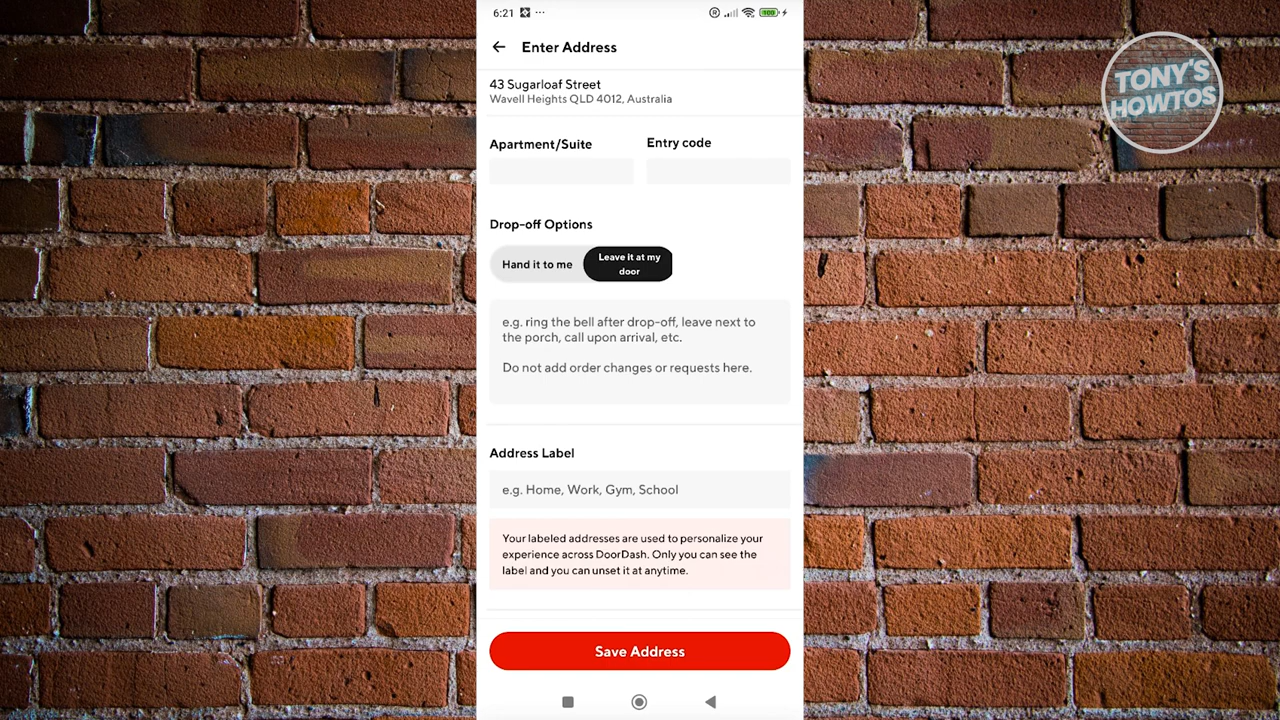 6:21 ...
100
Enter Address
TONY'S
HOWTOS
43 Sugarloaf Street
Wavell Heights QLD 4012, Australia
Apartment/Suite Entry code
Drop-off Options
Hand it to me
Leave it at my
door
e.g. ring the bell after drop-off, leave next to
the porch, call upon arrival, etc.
Do not add order changes or requests here.
Address Label
e.g. Home, Work, Gym, School
Your labeled addresses are used to personalize your
experience across DoorDash. Only you can see the
label and you can unset it at anytime.
Save Address